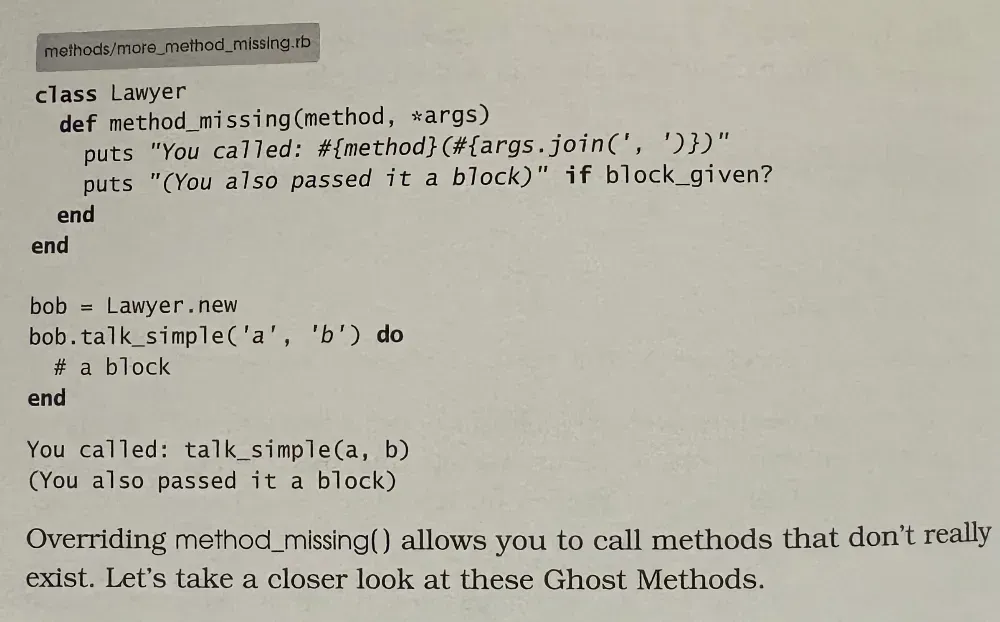 methods/more_method_missing.rb
class Lawyer
  def method_missing(method, *args)
    puts "You called: #{method}(#{args.join(', ')})"
    puts "(You also passed it a block)" if block_given?
  end
end
bob = Lawyer.new
bob.talk_simple('a', 'b') do
  # a block
end
You called: talk_simple(a, b)
(You also passed it a block)
Overriding method_missing() allows you to call methods that don't really
exist. Let's take a closer look at these Ghost Methods.